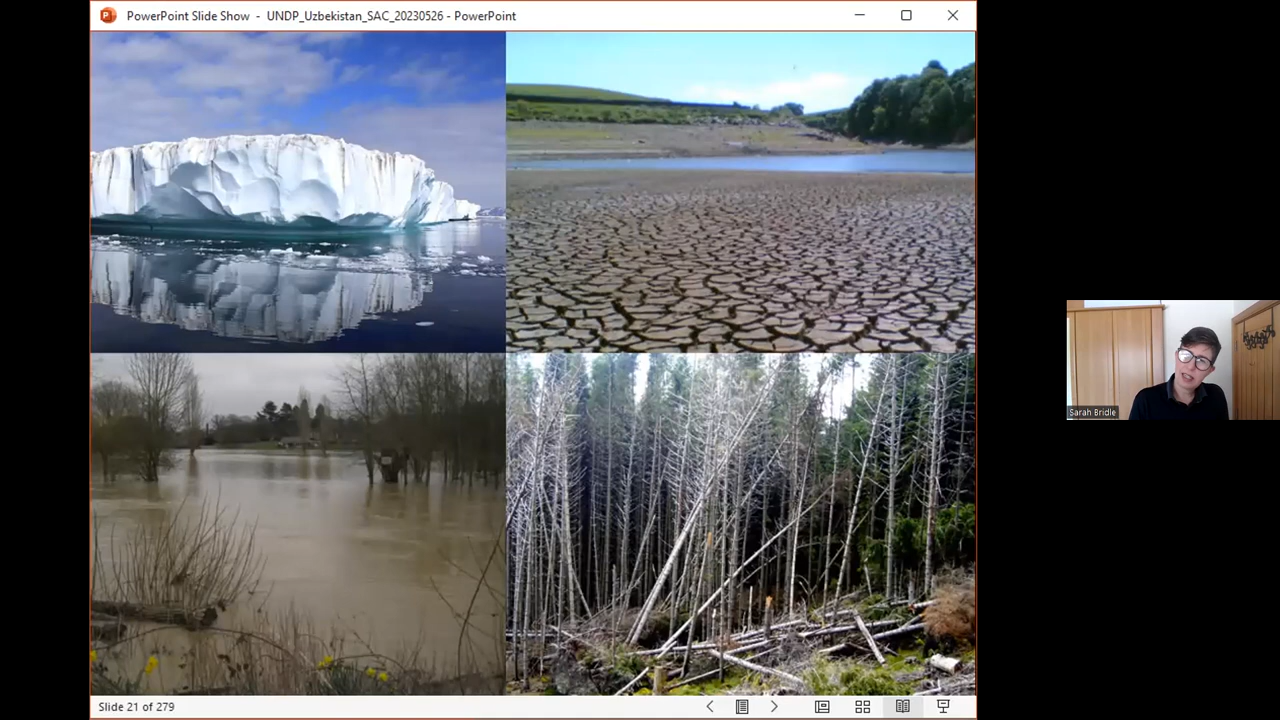 PowerPoint Slide Show - UNDP_Uzbekistan_SAC_20230526 - PowerPoint
Sarah Bridle
Slide 21 of 279